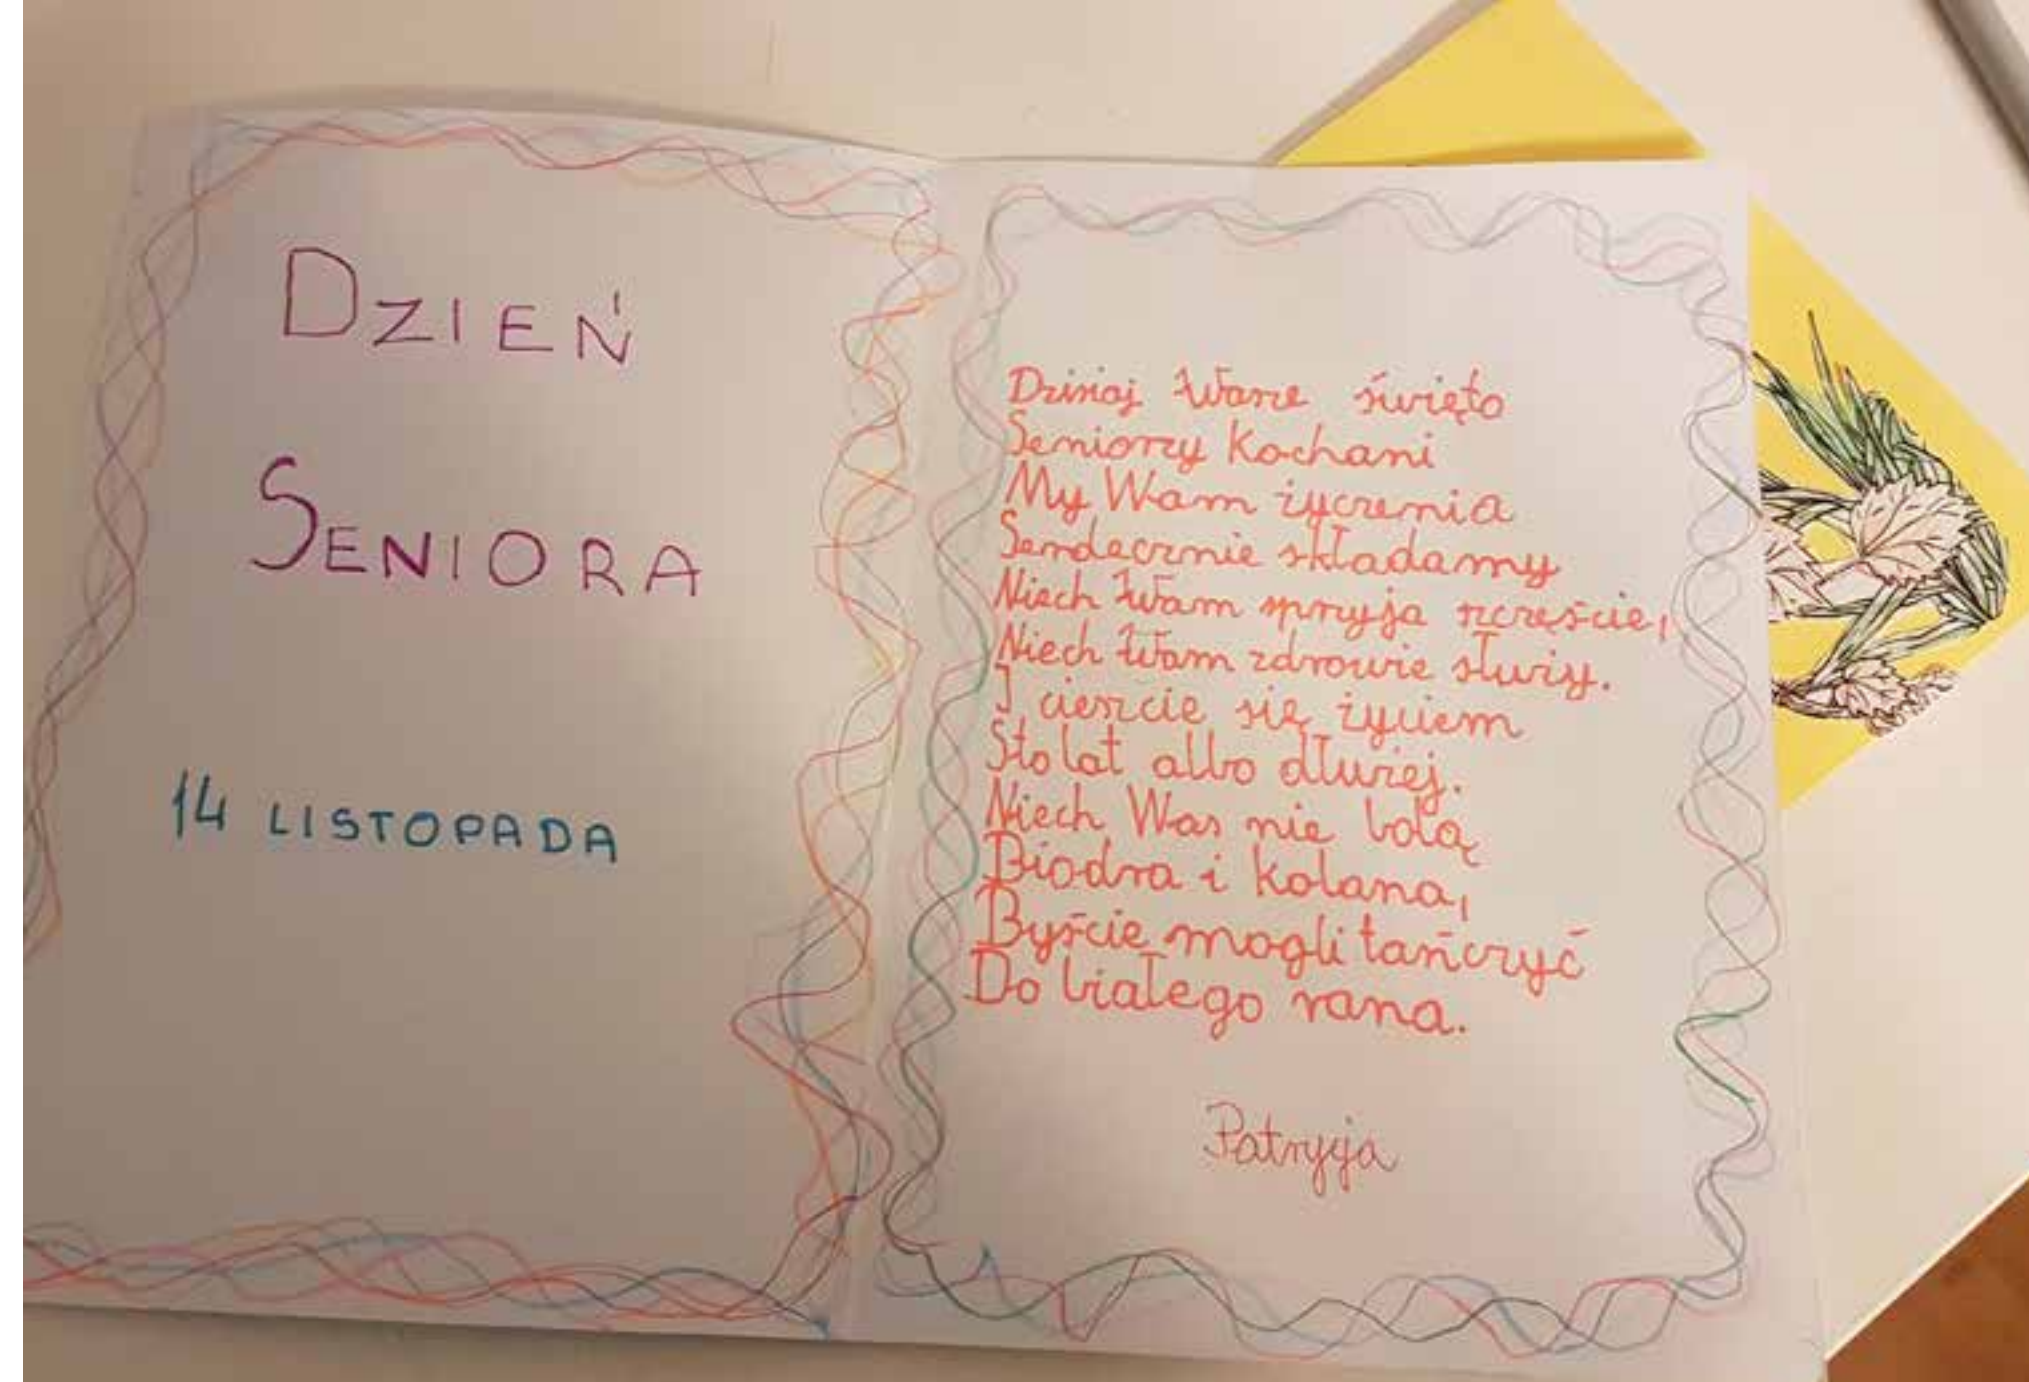 DZIEŃ
SENIORA
14 LISTOPADA
Dzisiaj Wasze święto
Seniorzy Kochani
My Wam życzenia
Serdecznie składamy
Niech Wam sprzyja szczęście,
Niech Wam zdrowie służy.
I cieszcie się życiem
Sto lat albo dłużej.
Niech Was nie bolą
Biodra i kolana,
Byście mogli tańczyć
Do białego rana.
Patrycja